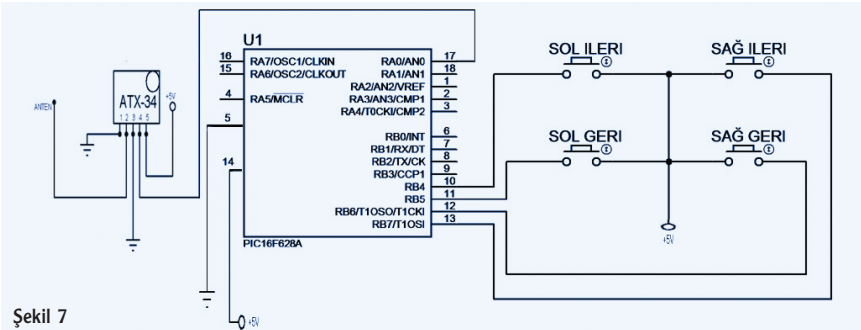 U1
16 RA7/OSC1/CLKIN RA0/AN0 17
15 RA6/OSC2/CLKOUT RA1/AN1 18
RA2/AN2/VREF 1
4 RA5/MCLR RA3/AN3/CMP1 2
RA4/T0CKI/CMP2 3
5
RB0/INT 6
RB1/RX/DT 7
14 RB2/TX/CK 8
RB3/CCP1 9
RB4 10
RB5 11
RB6/T1OSO/T1CKI 12
RB7/T1OSI 13
PIC16F628A
+5V
ANTEN
ATX-34
1 2 3 4 5
+5V
SOL ILERI
SAĞ ILERI
SOL GERI
SAĞ GERI
+5V
Şekil 7